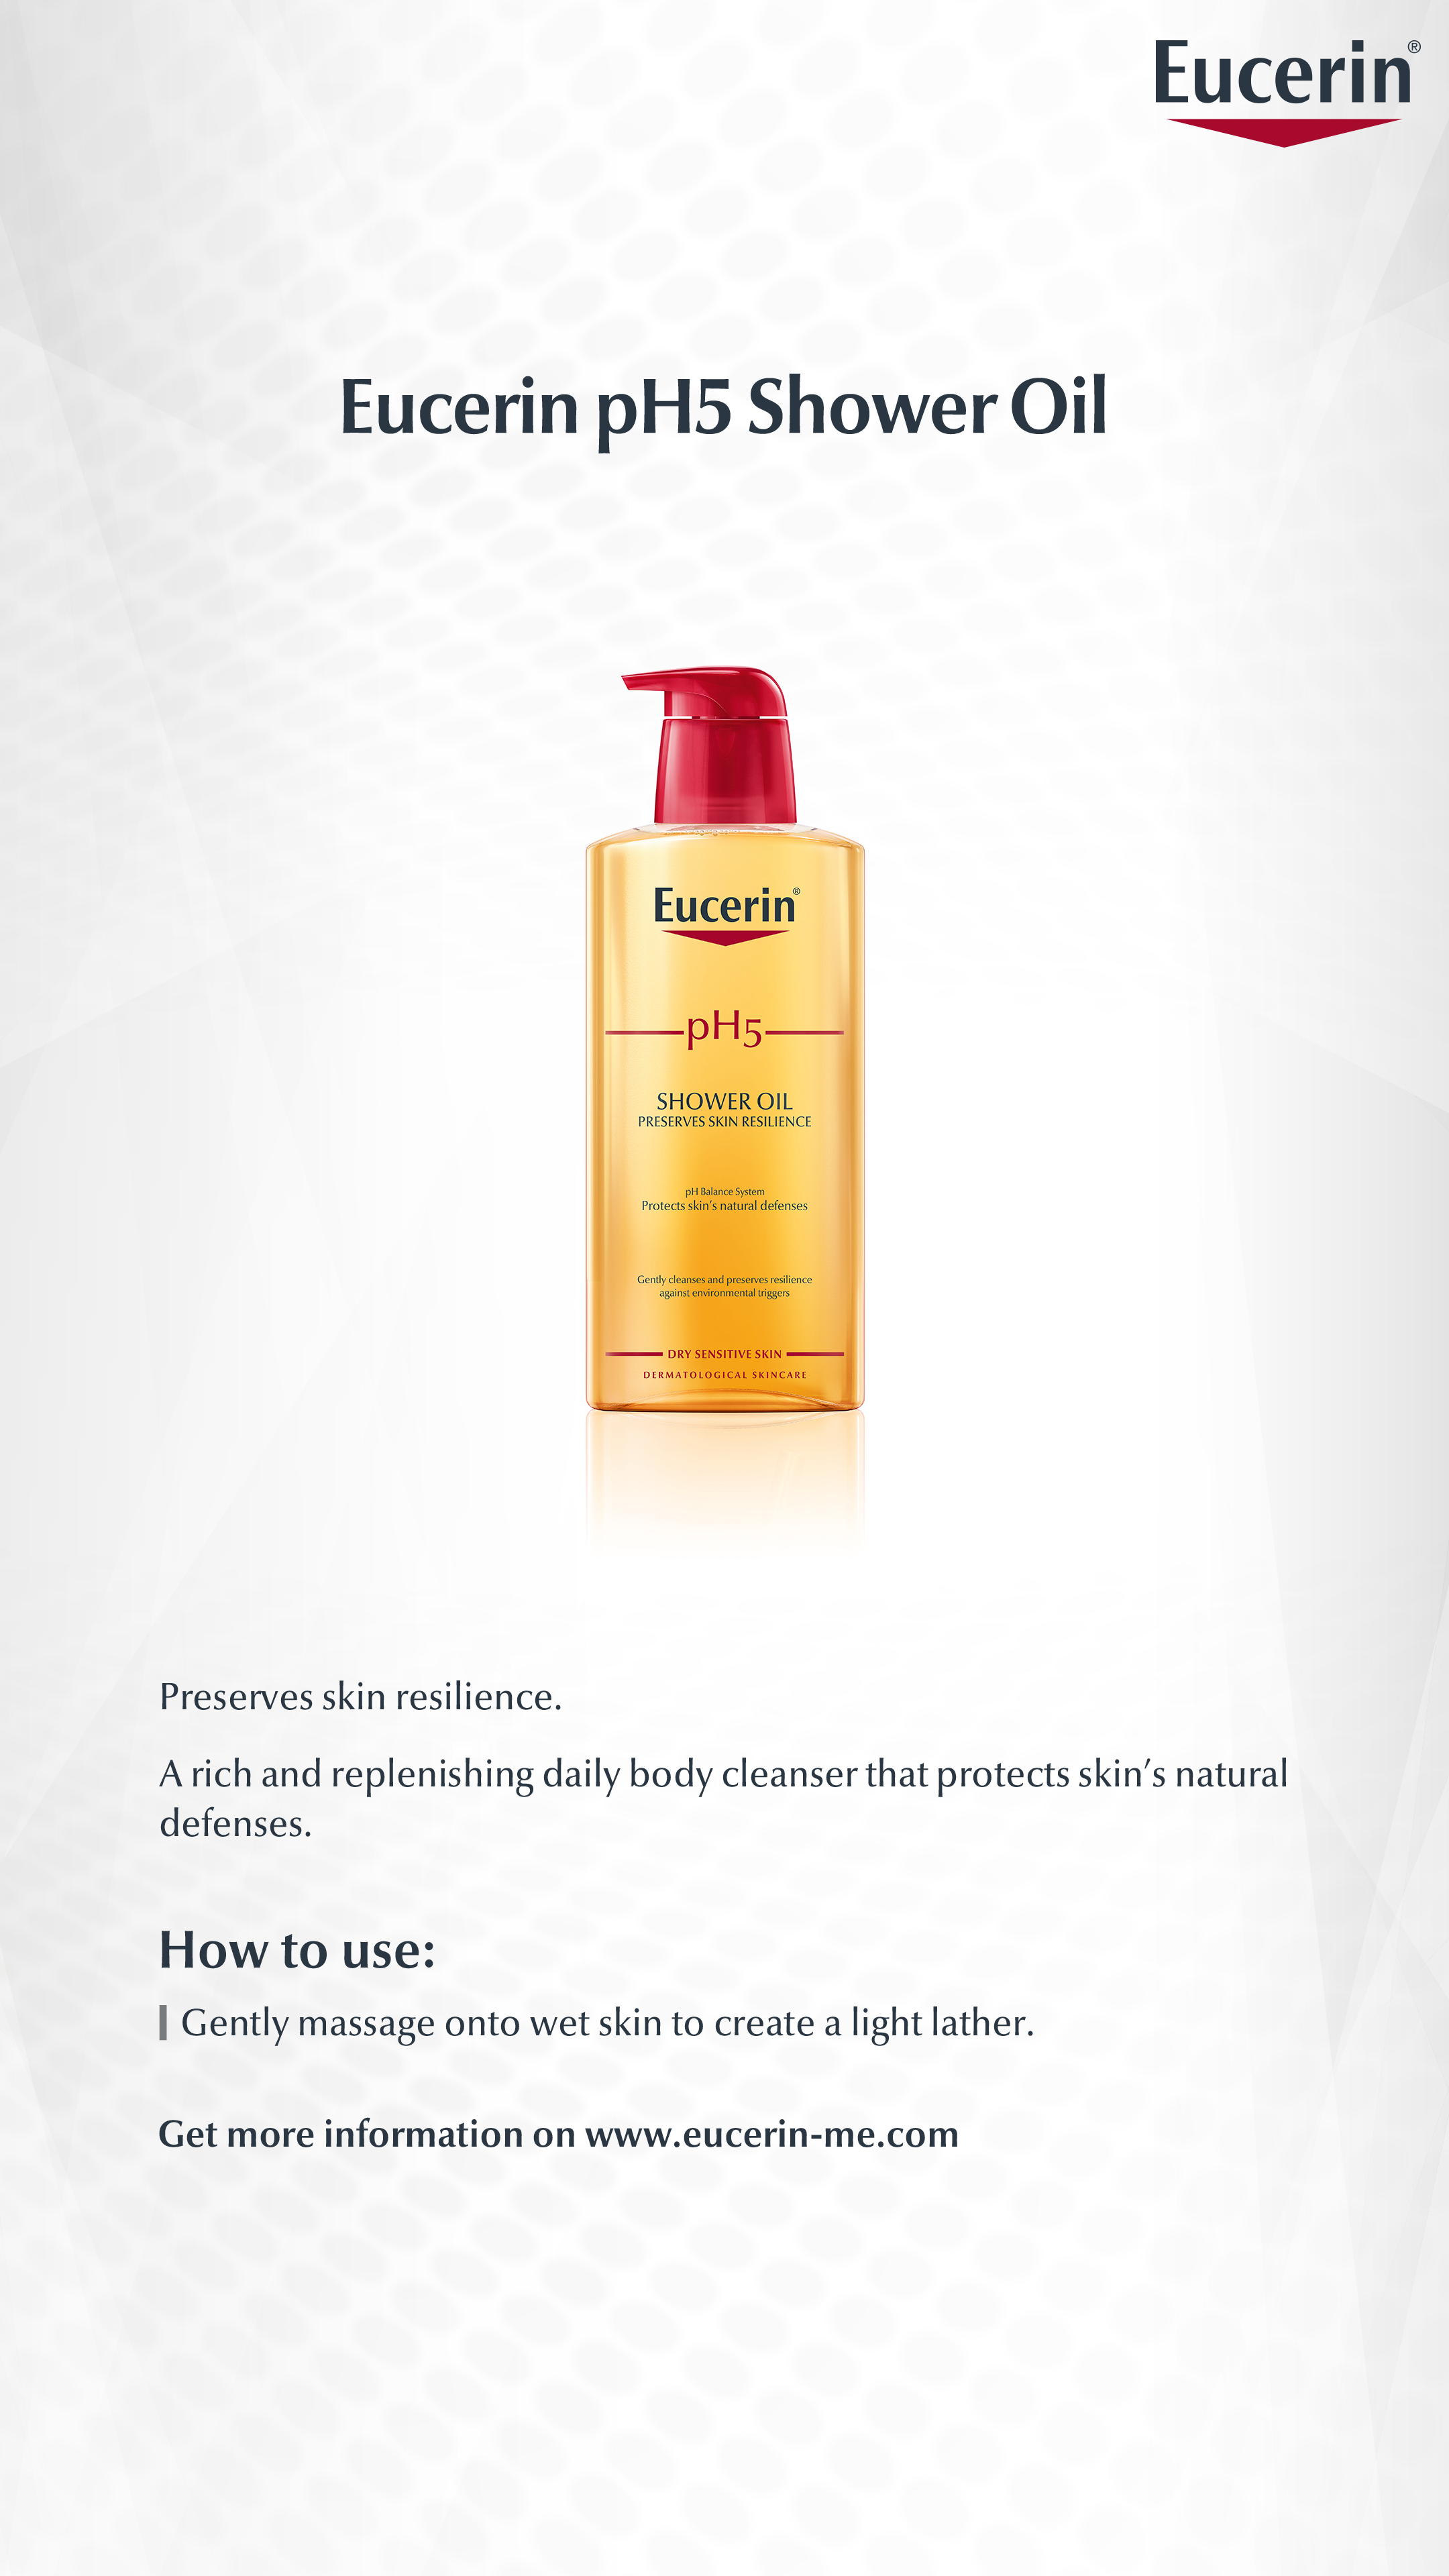 Eucerin®
Eucerin pH5 Shower Oil
Eucerin®
pH5
SHOWER OIL
PRESERVES SKIN RESILIENCE
pH Balance System
Protects skin’s natural defenses
Gently cleanses and preserves resilience
against environmental triggers
DRY SENSITIVE SKIN
DERMATOLOGICAL SKINCARE
Preserves skin resilience.
A rich and replenishing daily body cleanser that protects skin’s natural
defenses.
How to use:
Gently massage onto wet skin to create a light lather.
Get more information on www.eucerin-me.com